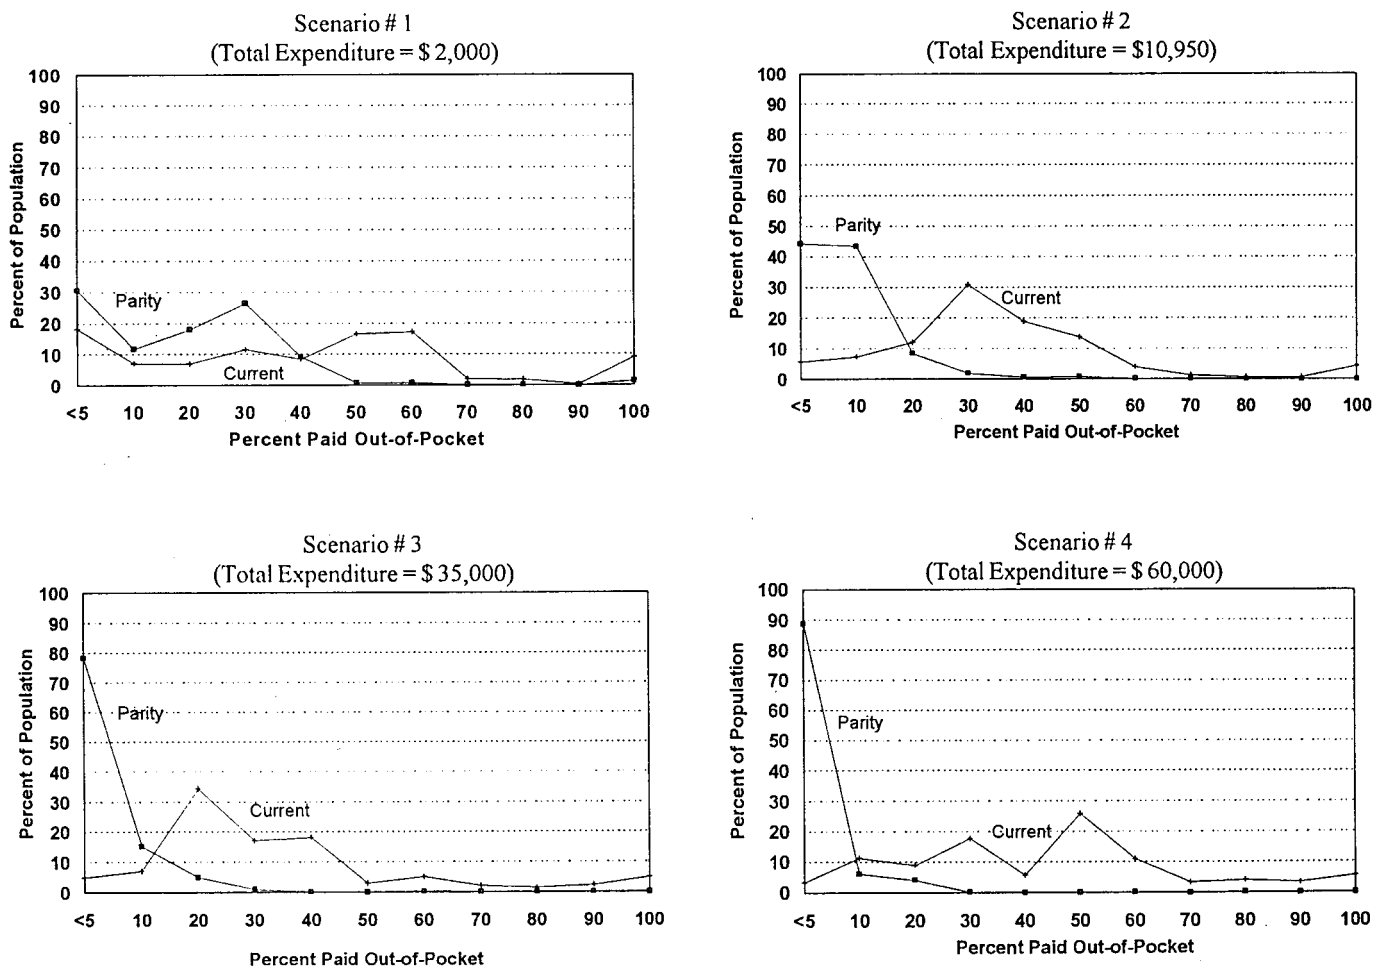 Scenario # 1
(Total Expenditure = $ 2,000)
100
90
80
70
60
50
40
30
20
10
0
Percent of Population
Parity
Current
<5 10 20 30 40 50 60 70 80 90 100
Percent Paid Out-of-Pocket
Scenario # 2
(Total Expenditure = $10,950)
100
90
80
70
60
50
40
30
20
10
0
Percent of Population
Parity
Current
<5 10 20 30 40 50 60 70 80 90 100
Percent Paid Out-of-Pocket
Scenario # 3
(Total Expenditure = $ 35,000)
100
90
80
70
60
50
40
30
20
10
0
Percent of Population
Parity
Current
<5 10 20 30 40 50 60 70 80 90 100
Percent Paid Out-of-Pocket
Scenario # 4
(Total Expenditure = $ 60,000)
100
90
80
70
60
50
40
30
20
10
0
Percent of Population
Parity
Current
<5 10 20 30 40 50 60 70 80 90 100
Percent Paid Out-of-Pocket